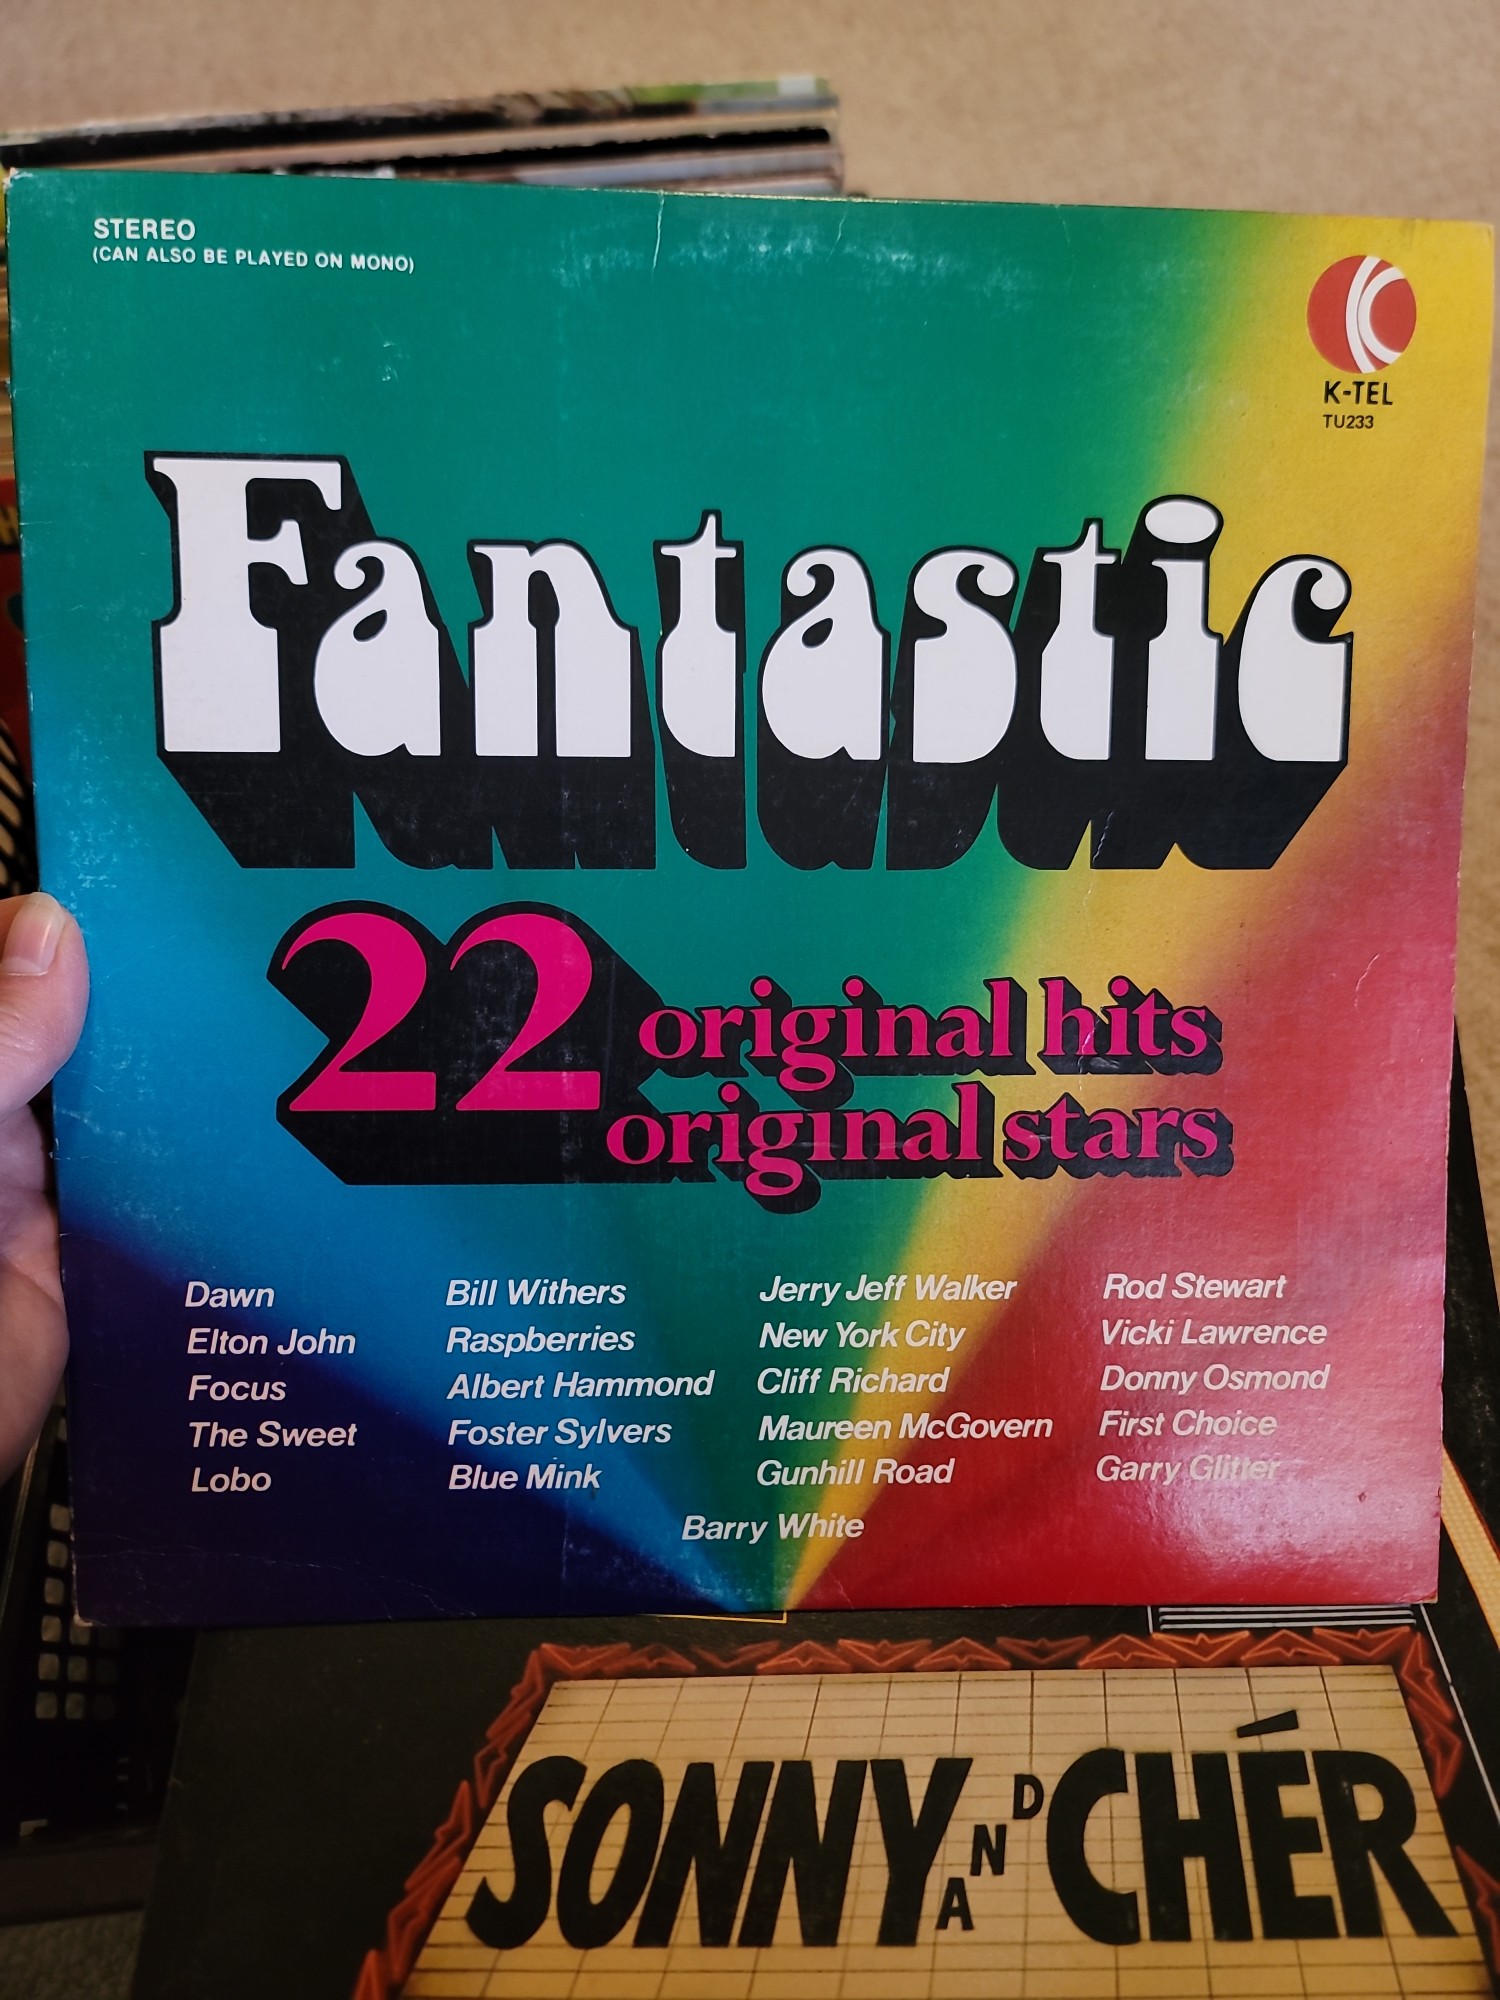 STEREO
(CAN ALSO BE PLAYED ON MONO)
K-TEL
TU233
Fantastic
22 original hits
original stars
Dawn
Elton John
Focus
The Sweet
Lobo
Bill Withers
Raspberries
Albert Hammond
Foster Sylvers
Blue Mink
Jerry Jeff Walker
New York City
Cliff Richard
Maureen McGovern
Gunhill Road
Rod Stewart
Vicki Lawrence
Donny Osmond
First Choice
Garry Glitter
Barry White
SONNY AND CHÉR